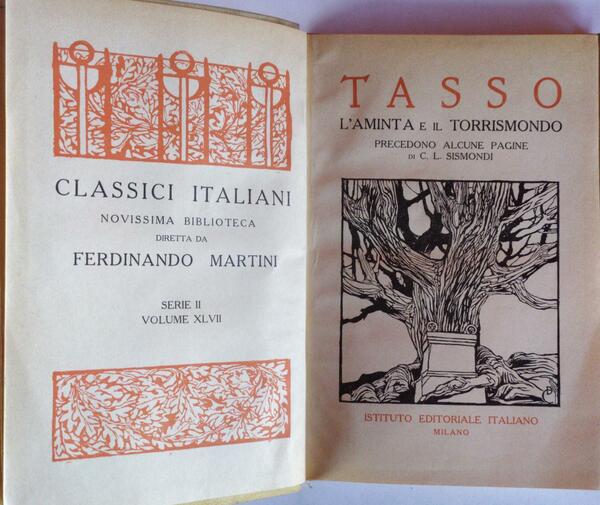 CLASSICI ITALIANI
NOVISSIMA BIBLIOTECA
DIRETTA DA
FERDINANDO MARTINI
SERIE II
VOLUME XLVII
TASSO
L'AMINTA E IL TORRISMONDO
PRECEDONO ALCUNE PAGINE
DI C. L. SISMONDI
ISTITUTO EDITORIALE ITALIANO
MILANO